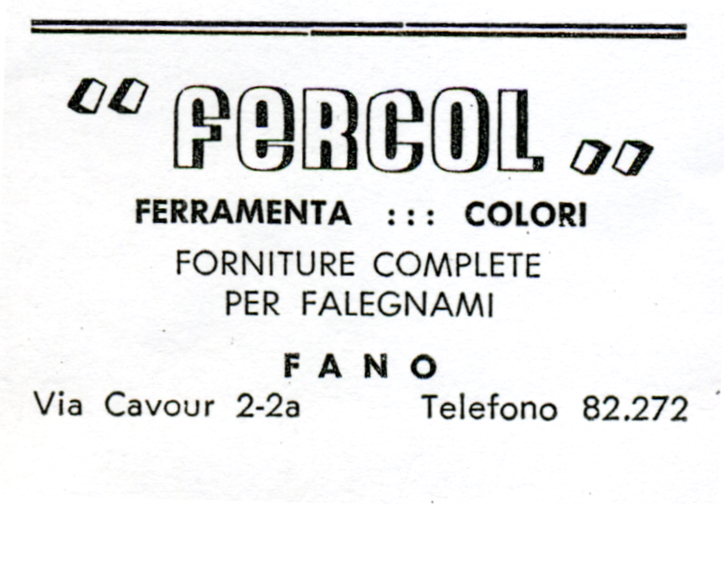 “ FERCOL „
FERRAMENTA ::: COLORI
FORNITURE COMPLETE
PER FALEGNAMI
FANO
Via Cavour 2-2a Telefono 82.272